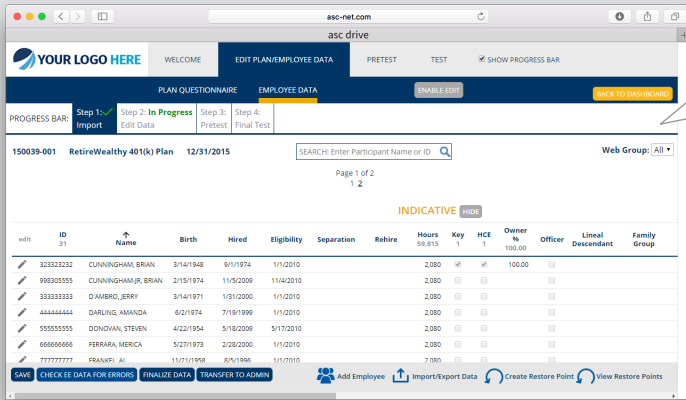 asc-net.com
asc drive
YOUR LOGO HERE WELCOME EDIT PLAN/EMPLOYEE DATA PRETEST TEST SHOW PROGRESS BAR
PLAN QUESTIONNAIRE EMPLOYEE DATA ENABLE EDIT BACK TO DASHBOARD
PROGRESS BAR: Step 1: Import Step 2: In Progress Edit Data Step 3: Pretest Step 4: Final Test
150039-001 RetireWealthy 401(k) Plan 12/31/2015 SEARCH: Enter Participant Name or ID Web Group: All
Page 1 of 2
1 2
INDICATIVE HIDE
edit ID 31 Name Birth Hired Eligibility Separation Rehire Hours 59,815 Key 1 HCE 1 Owner % 100.00 Officer Lineal Descendant Family Group
323323232 CUNNINGHAM, BRIAN 3/14/1948 9/1/1974 1/1/2010 2,080 100.00
998305555 CUNNINGHAM-JR, BRIAN 2/15/1974 11/5/2009 11/4/2010 2,080
333333333 D'AMBRO, JERRY 3/14/1971 1/31/2000 1/1/2010 2,080
444444444 DARLING, AMANDA 6/2/1974 7/19/1999 1/1/2010 2,080
555555555 DONOVAN, STEVEN 4/22/1954 5/18/2009 5/17/2010 2,080
666666666 FERRARA, MERICA 5/27/1973 2/28/2000 1/1/2010 2,080
777777777 FRANKEL, AL 11/21/1958 8/5/1996 1/1/2010 2,080
SAVE CHECK EE DATA FOR ERRORS FINALIZE DATA TRANSFER TO ADMIN Add Employee Import/Export Data Create Restore Point View Restore Points